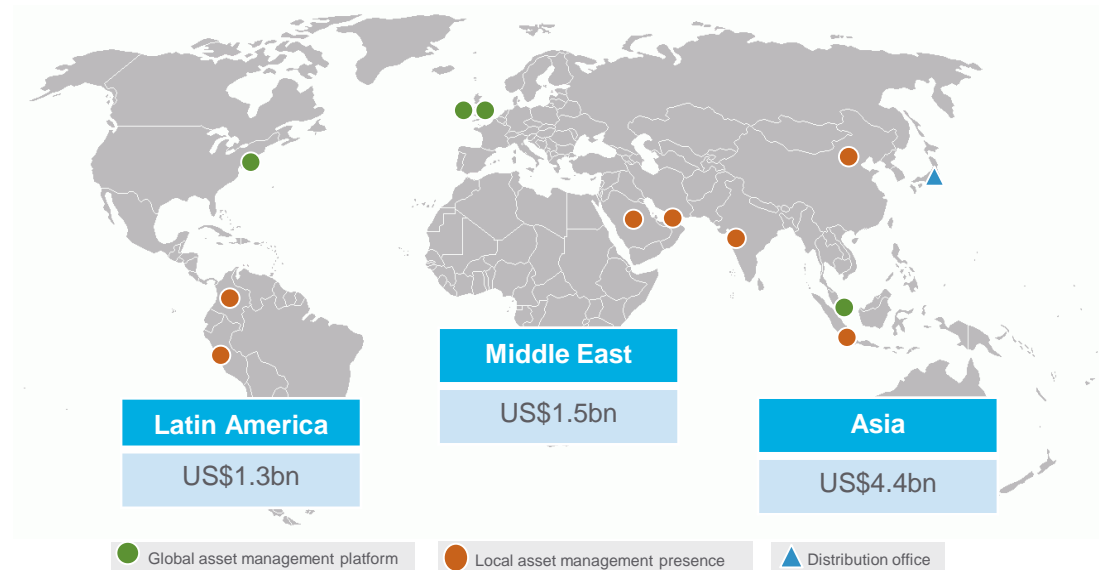 Middle East
US$1.5bn
Latin America
US$1.3bn
Asia
US$4.4bn
Global asset management platform
Local asset management presence
Distribution office